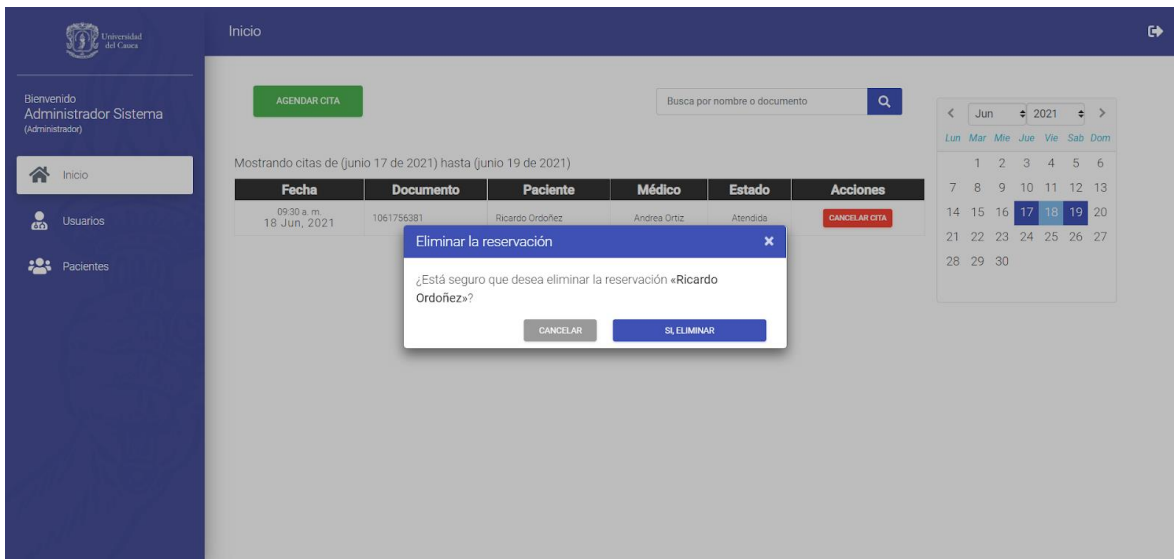 Universidad
del Cauca
Inicio
Bienvenido
Administrador Sistema
(Administrador)
Inicio
Usuarios
Pacientes
AGENDAR CITA
Busca por nombre o documento
Mostrando citas de (junio 17 de 2021) hasta (junio 19 de 2021)
Fecha Documento Paciente Médico Estado Acciones
09:30 a. m.
18 Jun, 2021 1061756381 Ricardo Ordoñez Andrea Ortiz Atendida CANCELAR CITA
Eliminar la reservación ×
¿Está seguro que desea eliminar la reservación «Ricardo
Ordoñez»?
CANCELAR SI, ELIMINAR
< Jun 2021 >
Lun Mar Mie Jue Vie Sab Dom
1 2 3 4 5 6
7 8 9 10 11 12 13
14 15 16 17 18 19 20
21 22 23 24 25 26 27
28 29 30